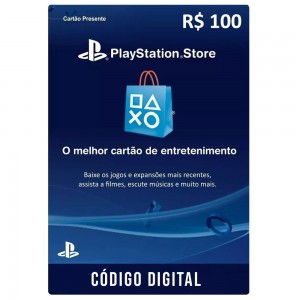 Cartão Presente
R$ 100
PlayStation.Store
O melhor cartão de entretenimento
Baixe os jogos e expansões mais recentes,
assista a filmes, escute músicas e muito mais.
CÓDIGO DIGITAL